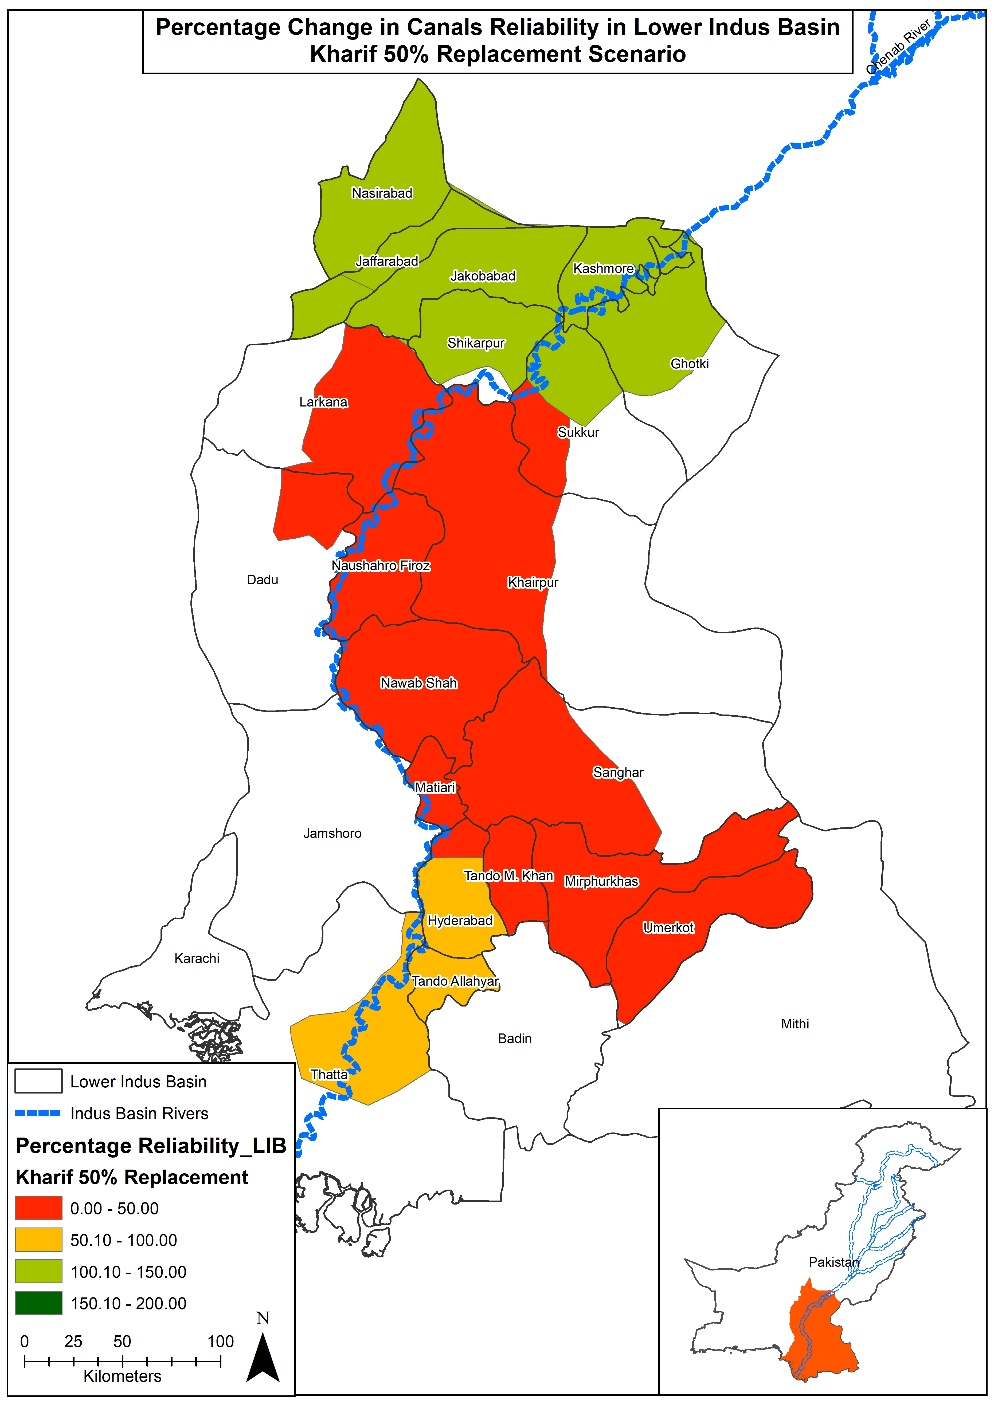 Percentage Change in Canals Reliability in Lower Indus Basin
Kharif 50% Replacement Scenario
Chenab River
Nasirabad
Jaffarabad
Jakobabad
Kashmore
Shikarpur
Ghotki
Larkana
Sukkur
Naushahro Firoz
Dadu
Khairpur
Nawab Shah
Sanghar
Matiari
Jamshoro
Tando M. Khan
Mirphurkhas
Hyderabad
Umerkot
Karachi
Tando Allahyar
Mithi
Badin
Thatta
Lower Indus Basin
Indus Basin Rivers
Percentage Reliability_LIB
Kharif 50% Replacement
0.00 - 50.00
50.10 - 100.00
100.10 - 150.00
150.10 - 200.00
N
0 25 50 100
Kilometers
Pakistan